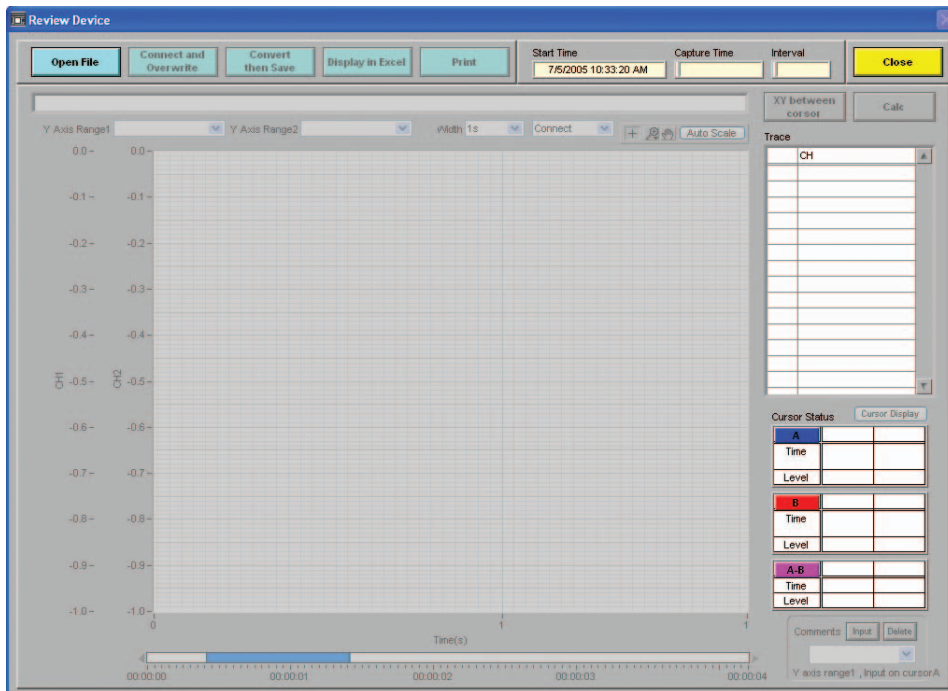 Review Device
Open File
Connect and
Overwrite
Convert
then Save
Display in Excel
Print
Start Time
7/5/2005 10:33:20 AM
Capture Time
Interval
Close
XY between
corsor
Calc
Y Axis Range1
Y Axis Range2
Width 1s
Connect
Auto Scale
Trace
CH
0.0
-0.1
-0.2
-0.3
-0.4
-0.5
-0.6
-0.7
-0.8
-0.9
-1.0
CH1
0.0
-0.1
-0.2
-0.3
-0.4
-0.5
-0.6
-0.7
-0.8
-0.9
-1.0
CH2
0 1 1
Time(s)
00:00:00 00:00:01 00:00:02 00:00:03 00:00:04
Cursor Status
Cursor Display
A
Time
Level
B
Time
Level
A-B
Time
Level
Comments
Input
Delete
Y axis range1 , Input on cursorA